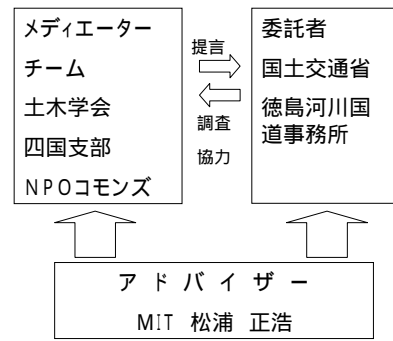 メディエーター
チーム
土木学会
四国支部
NPOコモンズ
提言
調査
協力
委託者
国土交通省
徳島河川国
道事務所
アドバイザー
MIT 松浦 正浩